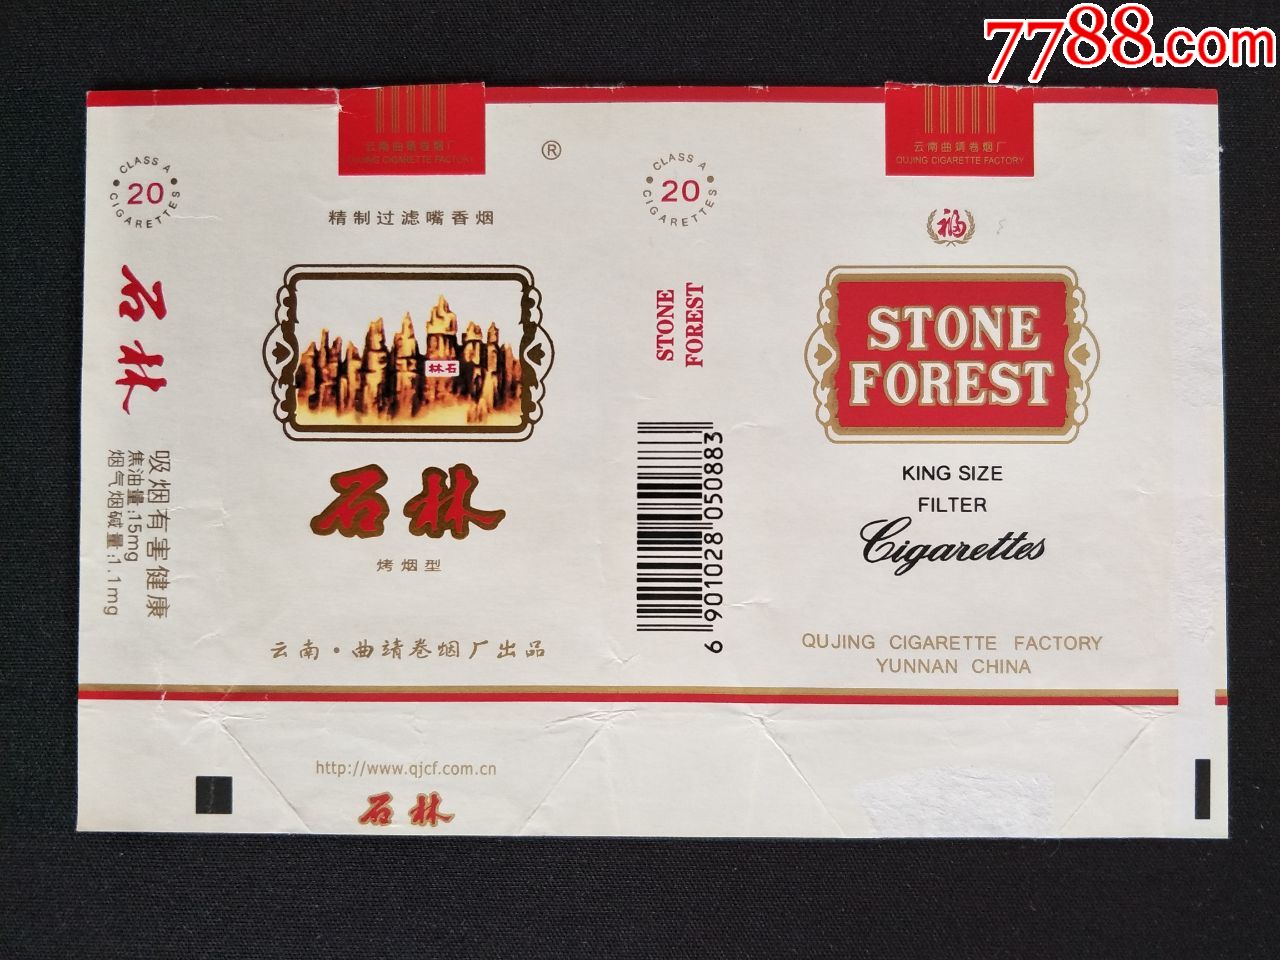 7788.com
CLASS A
20
CIGARETTES
石林
吸烟有害健康
焦油量:15mg
烟气烟碱量:1.1mg
云南曲靖卷烟厂
QUJING CIGARETTE FACTORY
®
精制过滤嘴香烟
林石
石林
烤烟型
云南·曲靖卷烟厂出品
http://www.qjcf.com.cn
石林
CLASS A
20
CIGARETTES
STONE
FOREST
6 901028 050883
云南曲靖卷烟厂
QUJING CIGARETTE FACTORY
福
STONE
FOREST
KING SIZE
FILTER
Cigarettes
QUJING CIGARETTE FACTORY
YUNNAN CHINA